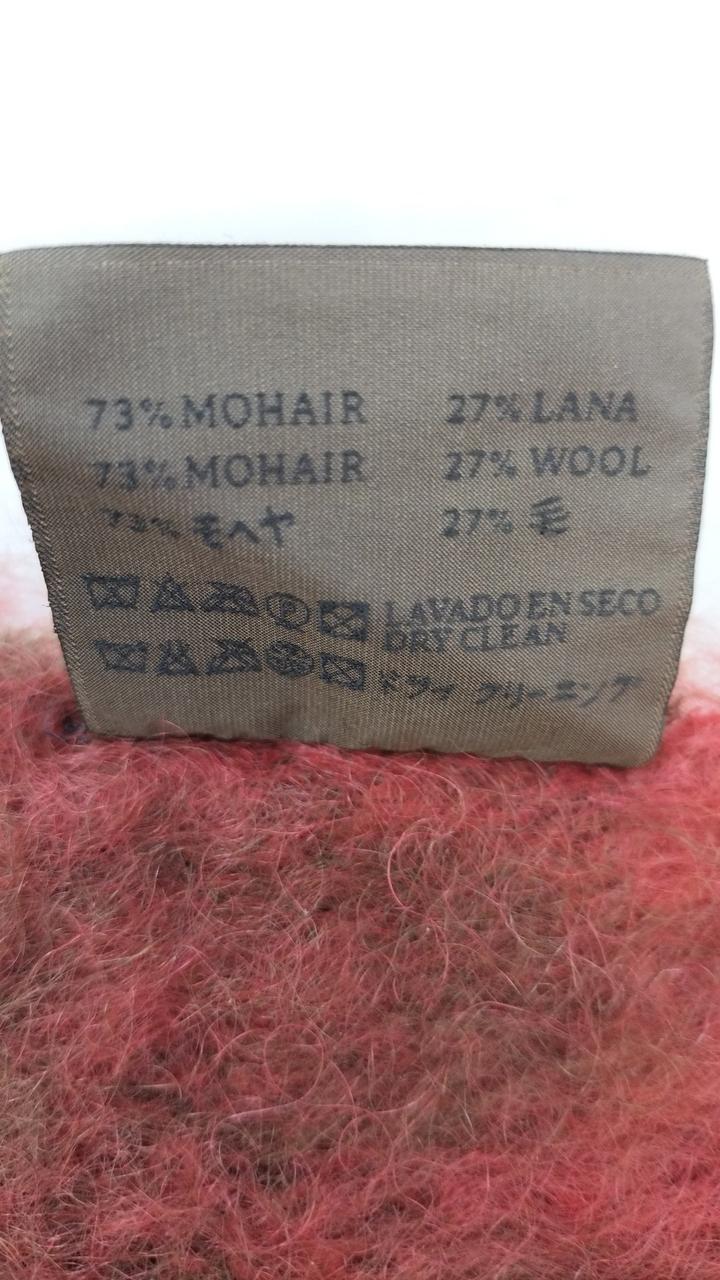 73% MOHAIR 27% LANA
73% MOHAIR 27% WOOL
73% モヘヤ 27% 毛
P LAVADO EN SECO
DRY CLEAN
ドライ クリーニング